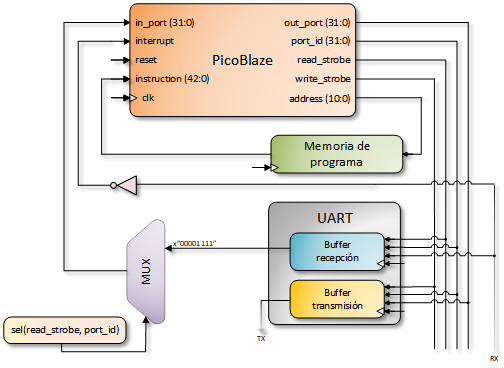 in_port (31:0)
out_port (31:0)
interrupt
port_id (31:0)
PicoBlaze
reset
read_strobe
instruction (42:0)
write_strobe
clk
address (10:0)
Memoria de
programa
UART
x"00001111"
Buffer
recepción
MUX
Buffer
transmisión
sel(read_strobe, port_id)
TX
RX